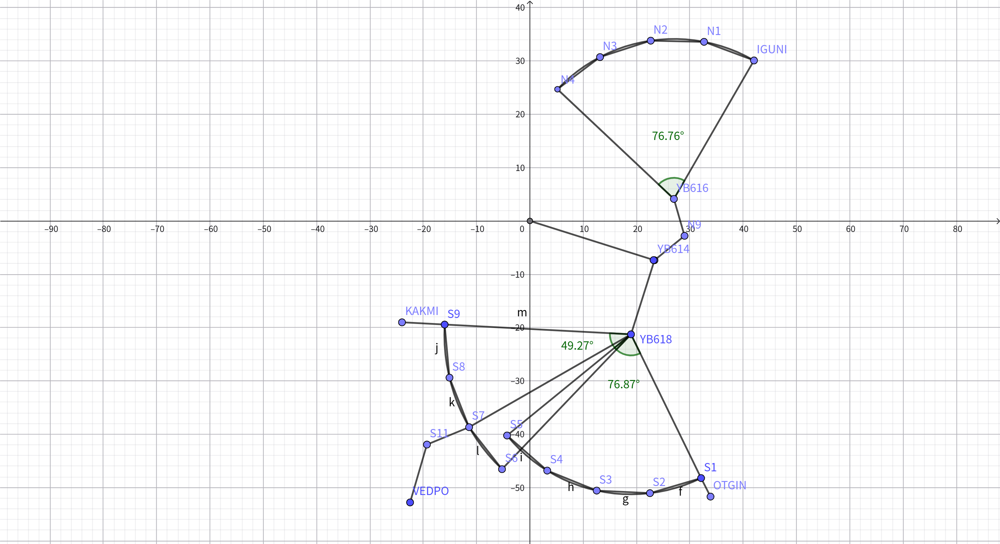 40
N2
N1
N3
IGUNI
30
N4
20
76.76°
10
YB616
N9
–90
–80
–70
–60
–50
–40
–30
–20
–10
0
10
20
30
40
50
60
70
80
YB614
–10
KAKMI
S9
m
–20
YB618
49.27°
j
S8
–30
76.87°
k
S7
S5
S11
–40
l
S6
i
S4
S1
S3
S2
OTGIN
h
–50
f
VEDPO
g